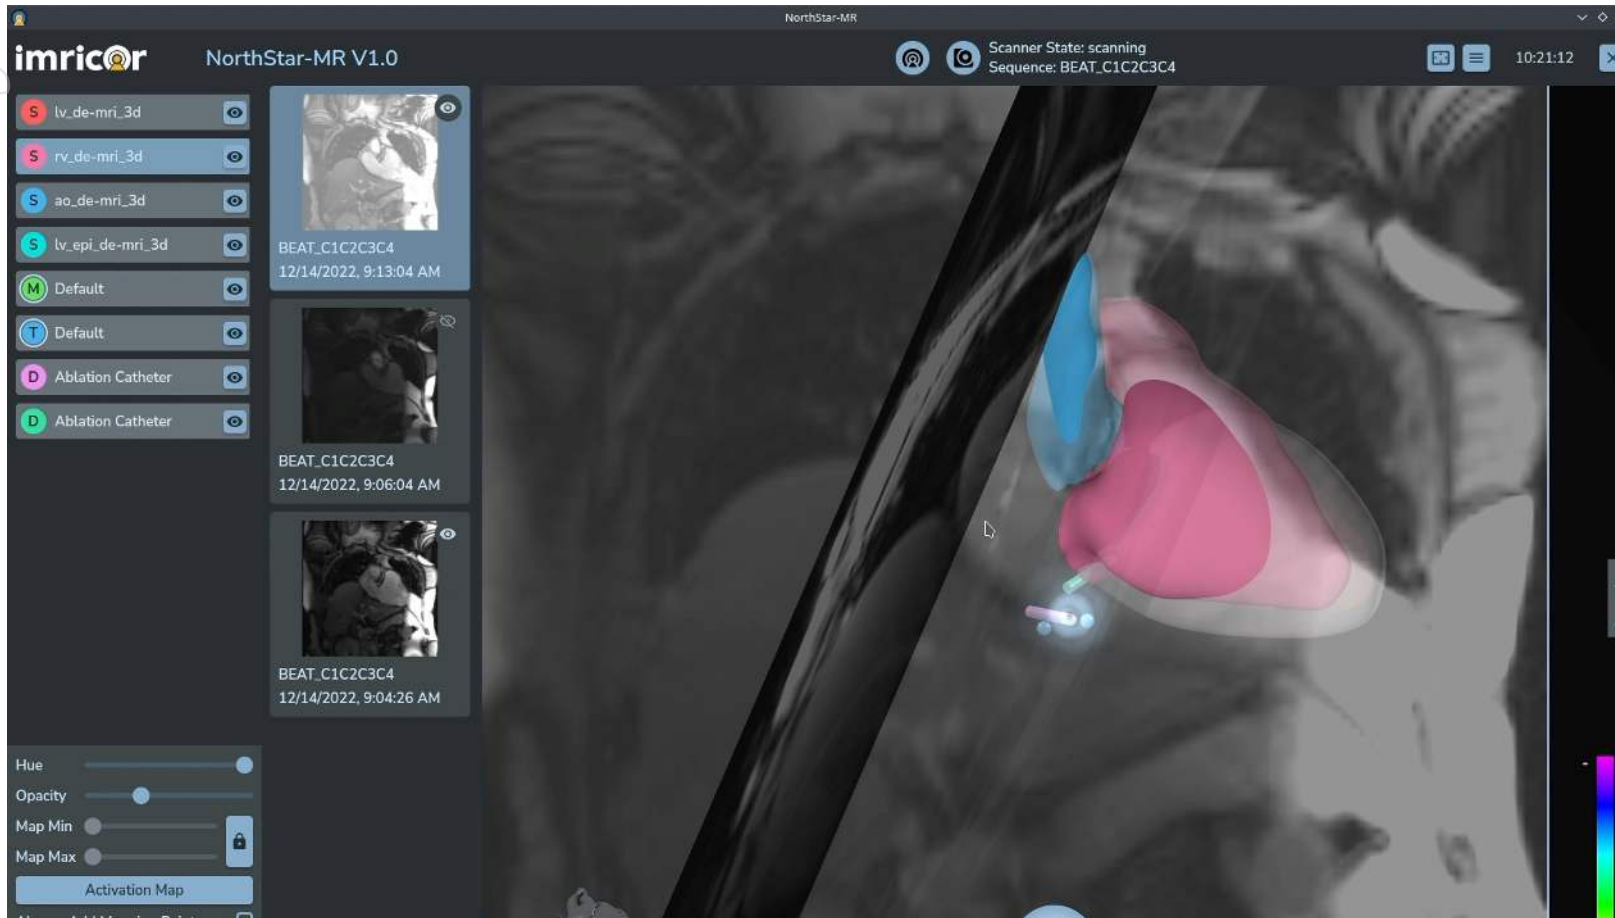 NorthStar-MR
imricor
NorthStar-MR V1.0
Scanner State: scanning
Sequence: BEAT_C1C2C3C4
10:21:12
S lv_de-mri_3d
S rv_de-mri_3d
S ao_de-mri_3d
S lv_epi_de-mri_3d
M Default
T Default
D Ablation Catheter
D Ablation Catheter
BEAT_C1C2C3C4
12/14/2022, 9:13:04 AM
BEAT_C1C2C3C4
12/14/2022, 9:06:04 AM
BEAT_C1C2C3C4
12/14/2022, 9:04:26 AM
Hue
Opacity
Map Min
Map Max
Activation Map